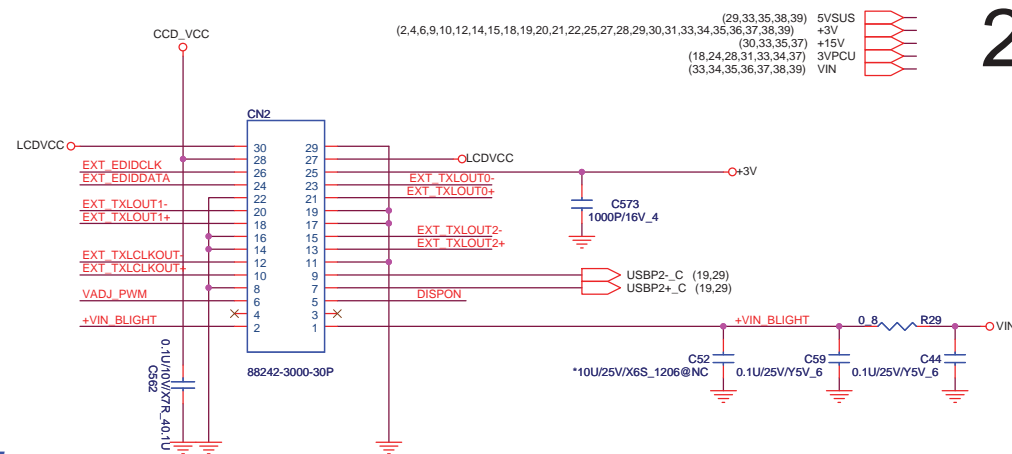 (29,33,35,38,39) 5VSUS
(2,4,6,9,10,12,14,15,18,19,20,21,22,25,27,28,29,30,31,33,34,35,36,37,38,39) +3V
(30,33,35,37) +15V
(18,24,28,31,33,34,37) 3VPCU
(33,34,35,36,37,38,39) VIN
2
CCD_VCC
CN2
LCDVCC
30 29
28 27
LCDVCC
EXT_EDIDCLK
26 25
+3V
EXT_EDIDDATA
24 23
EXT_TXLOUT0-
22 21
EXT_TXLOUT0+
C573
1000P/16V_4
EXT_TXLOUT1-
20 19
EXT_TXLOUT1+
18 17
16 15
EXT_TXLOUT2-
14 13
EXT_TXLOUT2+
EXT_TXLCLKOUT-
12 11
EXT_TXLCLKOUT+
10 9
USBP2-_C (19,29)
8 7
USBP2+_C (19,29)
VADJ_PWM
6 5
DISPON
4 3
+VIN_BLIGHT
2 1
+VIN_BLIGHT
0_8 R29
VIN
C52
*10U/25V/X6S_1206@NC
C59
0.1U/25V/Y5V_6
C44
0.1U/25V/Y5V_6
88242-3000-30P
0.1U/10V/X7R_40.1U
C562